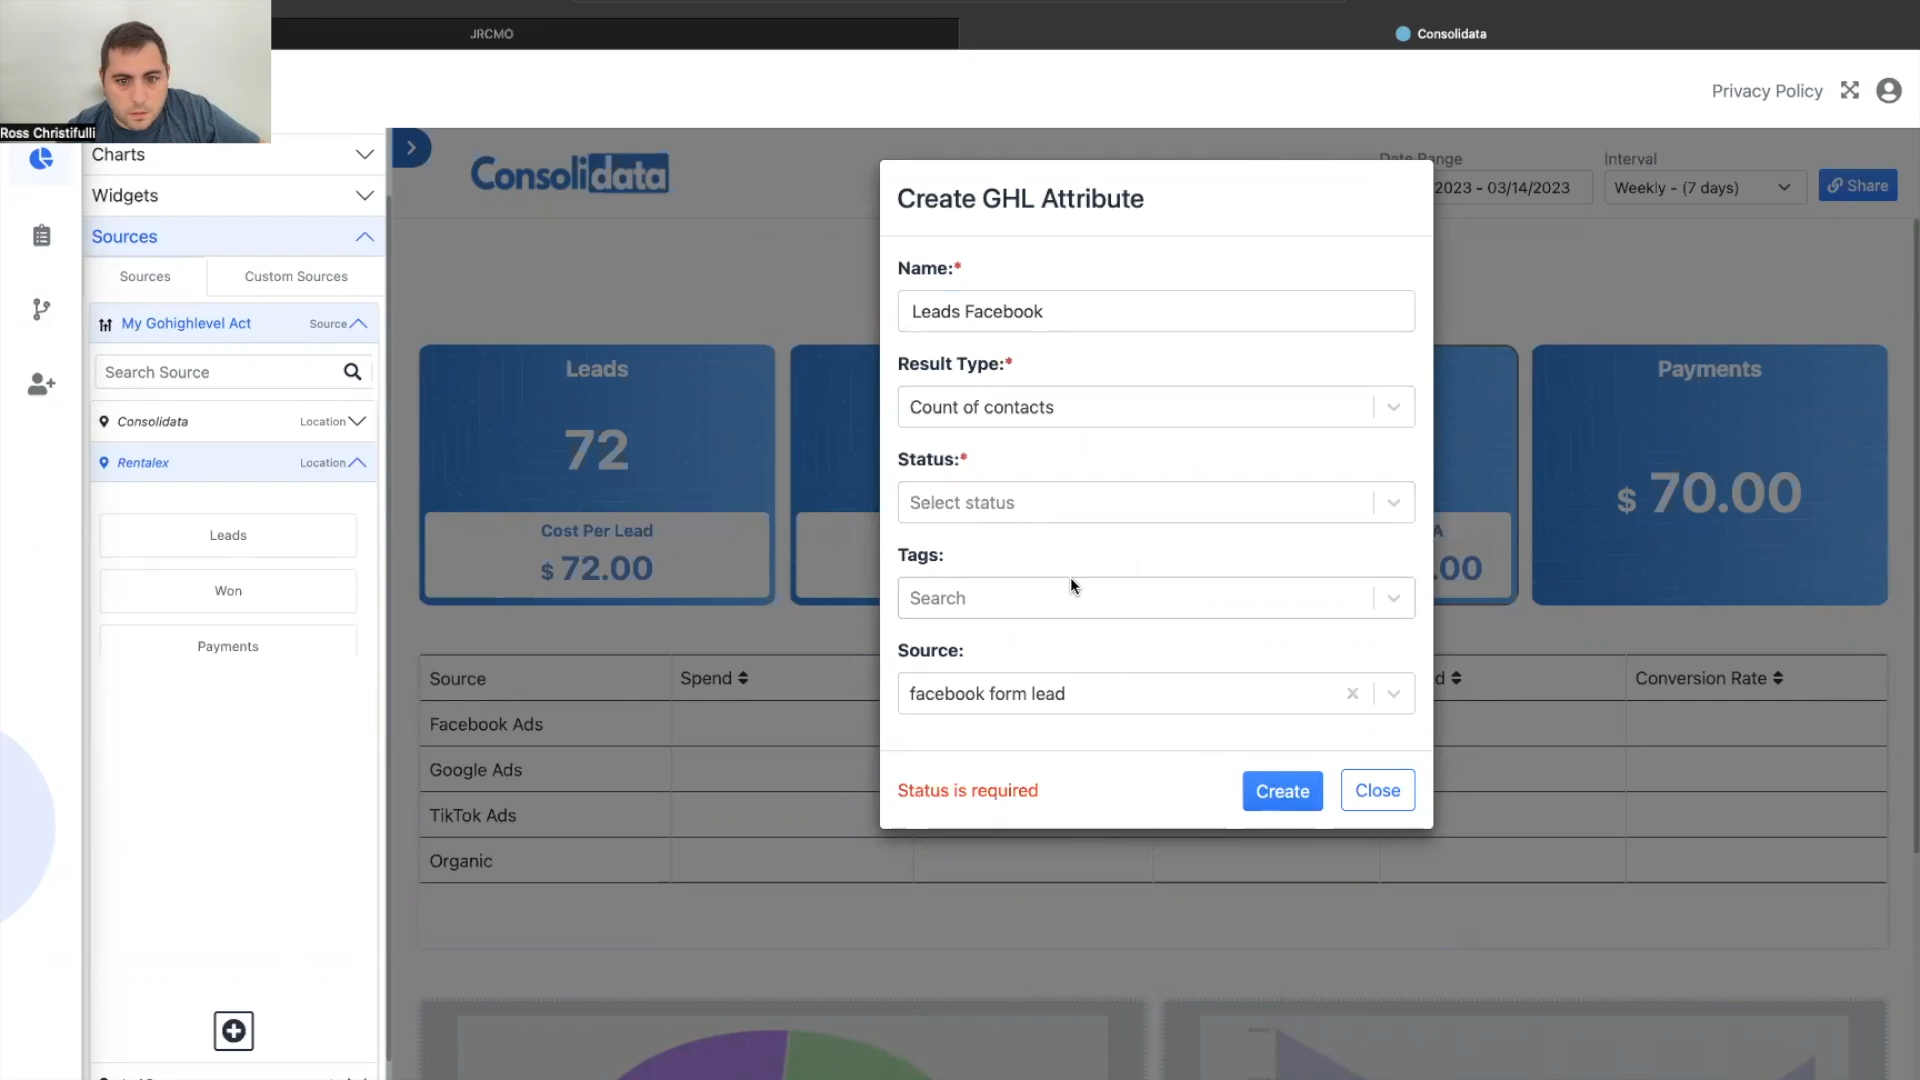 JRCMO
Consolidata
Privacy Policy
Ross Christifulli
Charts
Widgets
Sources
Sources
Custom Sources
My Gohighlevel Act
Source
Search Source
Consolidata
Location
Rentalex
Location
Leads
Won
Payments
Consolidata
Date Range
2023 - 03/14/2023
Interval
Weekly - (7 days)
Share
Leads
72
Cost Per Lead
$ 72.00
A
.00
Payments
$ 70.00
Source
Spend
d
Conversion Rate
Facebook Ads
Google Ads
TikTok Ads
Organic
Create GHL Attribute
Name:*
Leads Facebook
Result Type:*
Count of contacts
Status:*
Select status
Tags:
Search
Source:
facebook form lead
Status is required
Create
Close